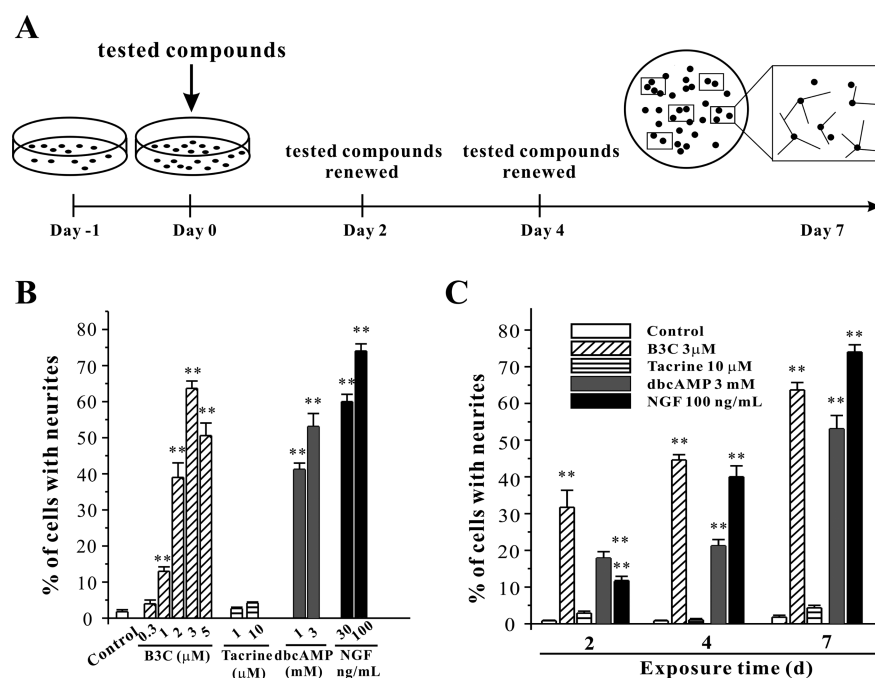 A
tested compounds
tested compounds renewed
tested compounds renewed
Day -1
Day 0
Day 2
Day 4
Day 7
B
% of cells with neurites
80
70
60
50
40
30
20
10
0
**
**
**
**
**
**
**
**
Control
0.3
1
2
3
5
B3C (μM)
1
10
Tacrine (μM)
1
3
dbcAMP (mM)
30
100
NGF ng/mL
C
% of cells with neurites
80
70
60
50
40
30
20
10
0
Control
B3C 3μM
Tacrine 10 μM
dbcAMP 3 mM
NGF 100 ng/mL
**
**
**
**
**
**
**
**
**
2
4
7
Exposure time (d)